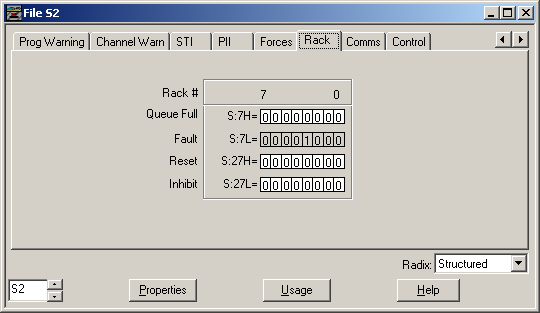 File S2
Prog Warning Channel Warn STI PII Forces Rack Comms Control
Rack # 7 0
Queue Full S:7H= 0 0 0 0 0 0 0 0
Fault S:7L= 0 0 0 0 1 0 0 0
Reset S:27H= 0 0 0 0 0 0 0 0
Inhibit S:27L= 0 0 0 0 0 0 0 0
Radix: Structured
S2 Properties Usage Help